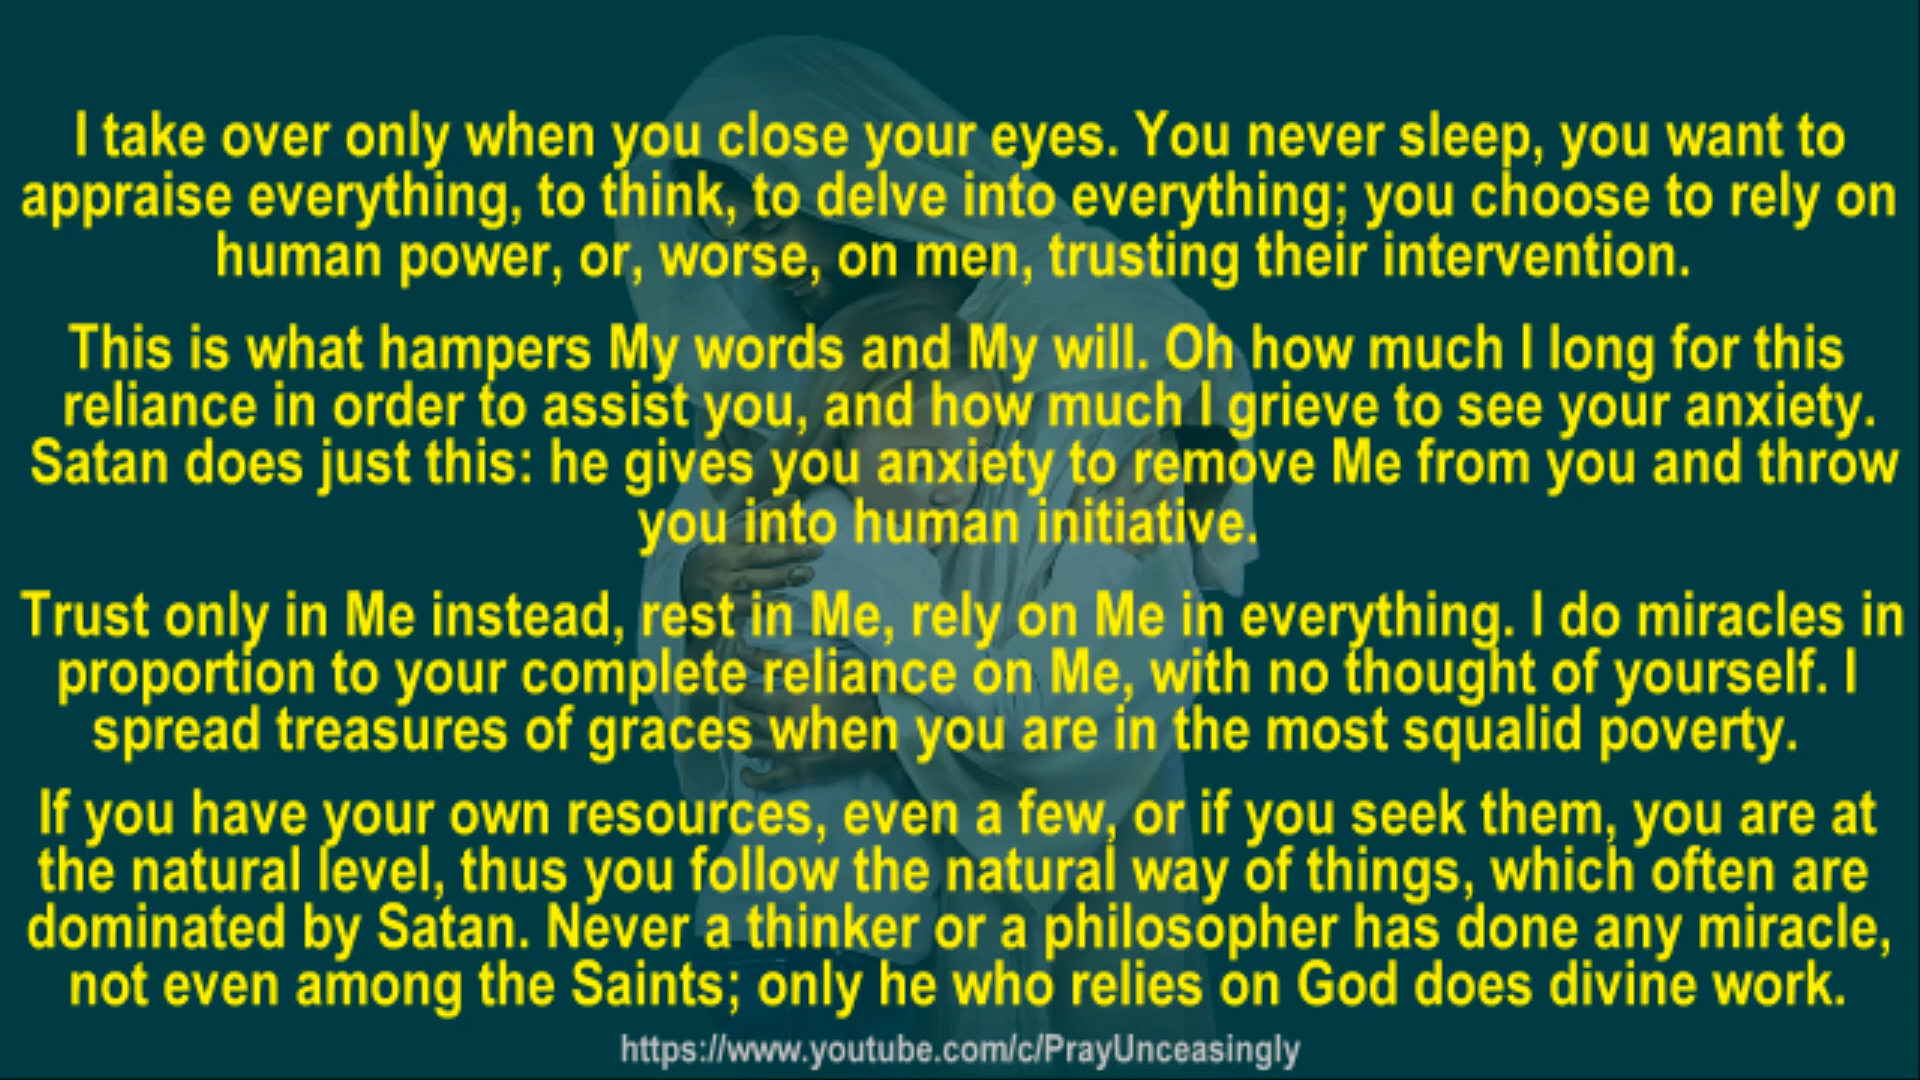 I take over only when you close your eyes. You never sleep, you want to
appraise everything, to think, to delve into everything; you choose to rely on
human power, or, worse, on men, trusting their intervention.
This is what hampers My words and My will. Oh how much I long for this
reliance in order to assist you, and how much I grieve to see your anxiety.
Satan does just this: he gives you anxiety to remove Me from you and throw
you into human initiative.
Trust only in Me instead, rest in Me, rely on Me in everything. I do miracles in
proportion to your complete reliance on Me, with no thought of yourself. I
spread treasures of graces when you are in the most squalid poverty.
If you have your own resources, even a few, or if you seek them, you are at
the natural level, thus you follow the natural way of things, which often are
dominated by Satan. Never a thinker or a philosopher has done any miracle,
not even among the Saints; only he who relies on God does divine work.
https://www.youtube.com/c/PrayUnceasingly